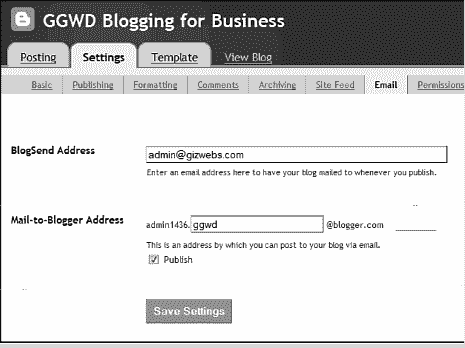 GGWD Blogging for Business
Posting Settings Template View Blog
Basic Publishing Formatting Comments Archiving Site Feed Email Permissions
BlogSend Address admin@gizwebs.com
Enter an email address here to have your blog mailed to whenever you publish.
Mail-to-Blogger Address admin1436. ggwd @blogger.com
This is an address by which you can post to your blog via email.
Publish
Save Settings